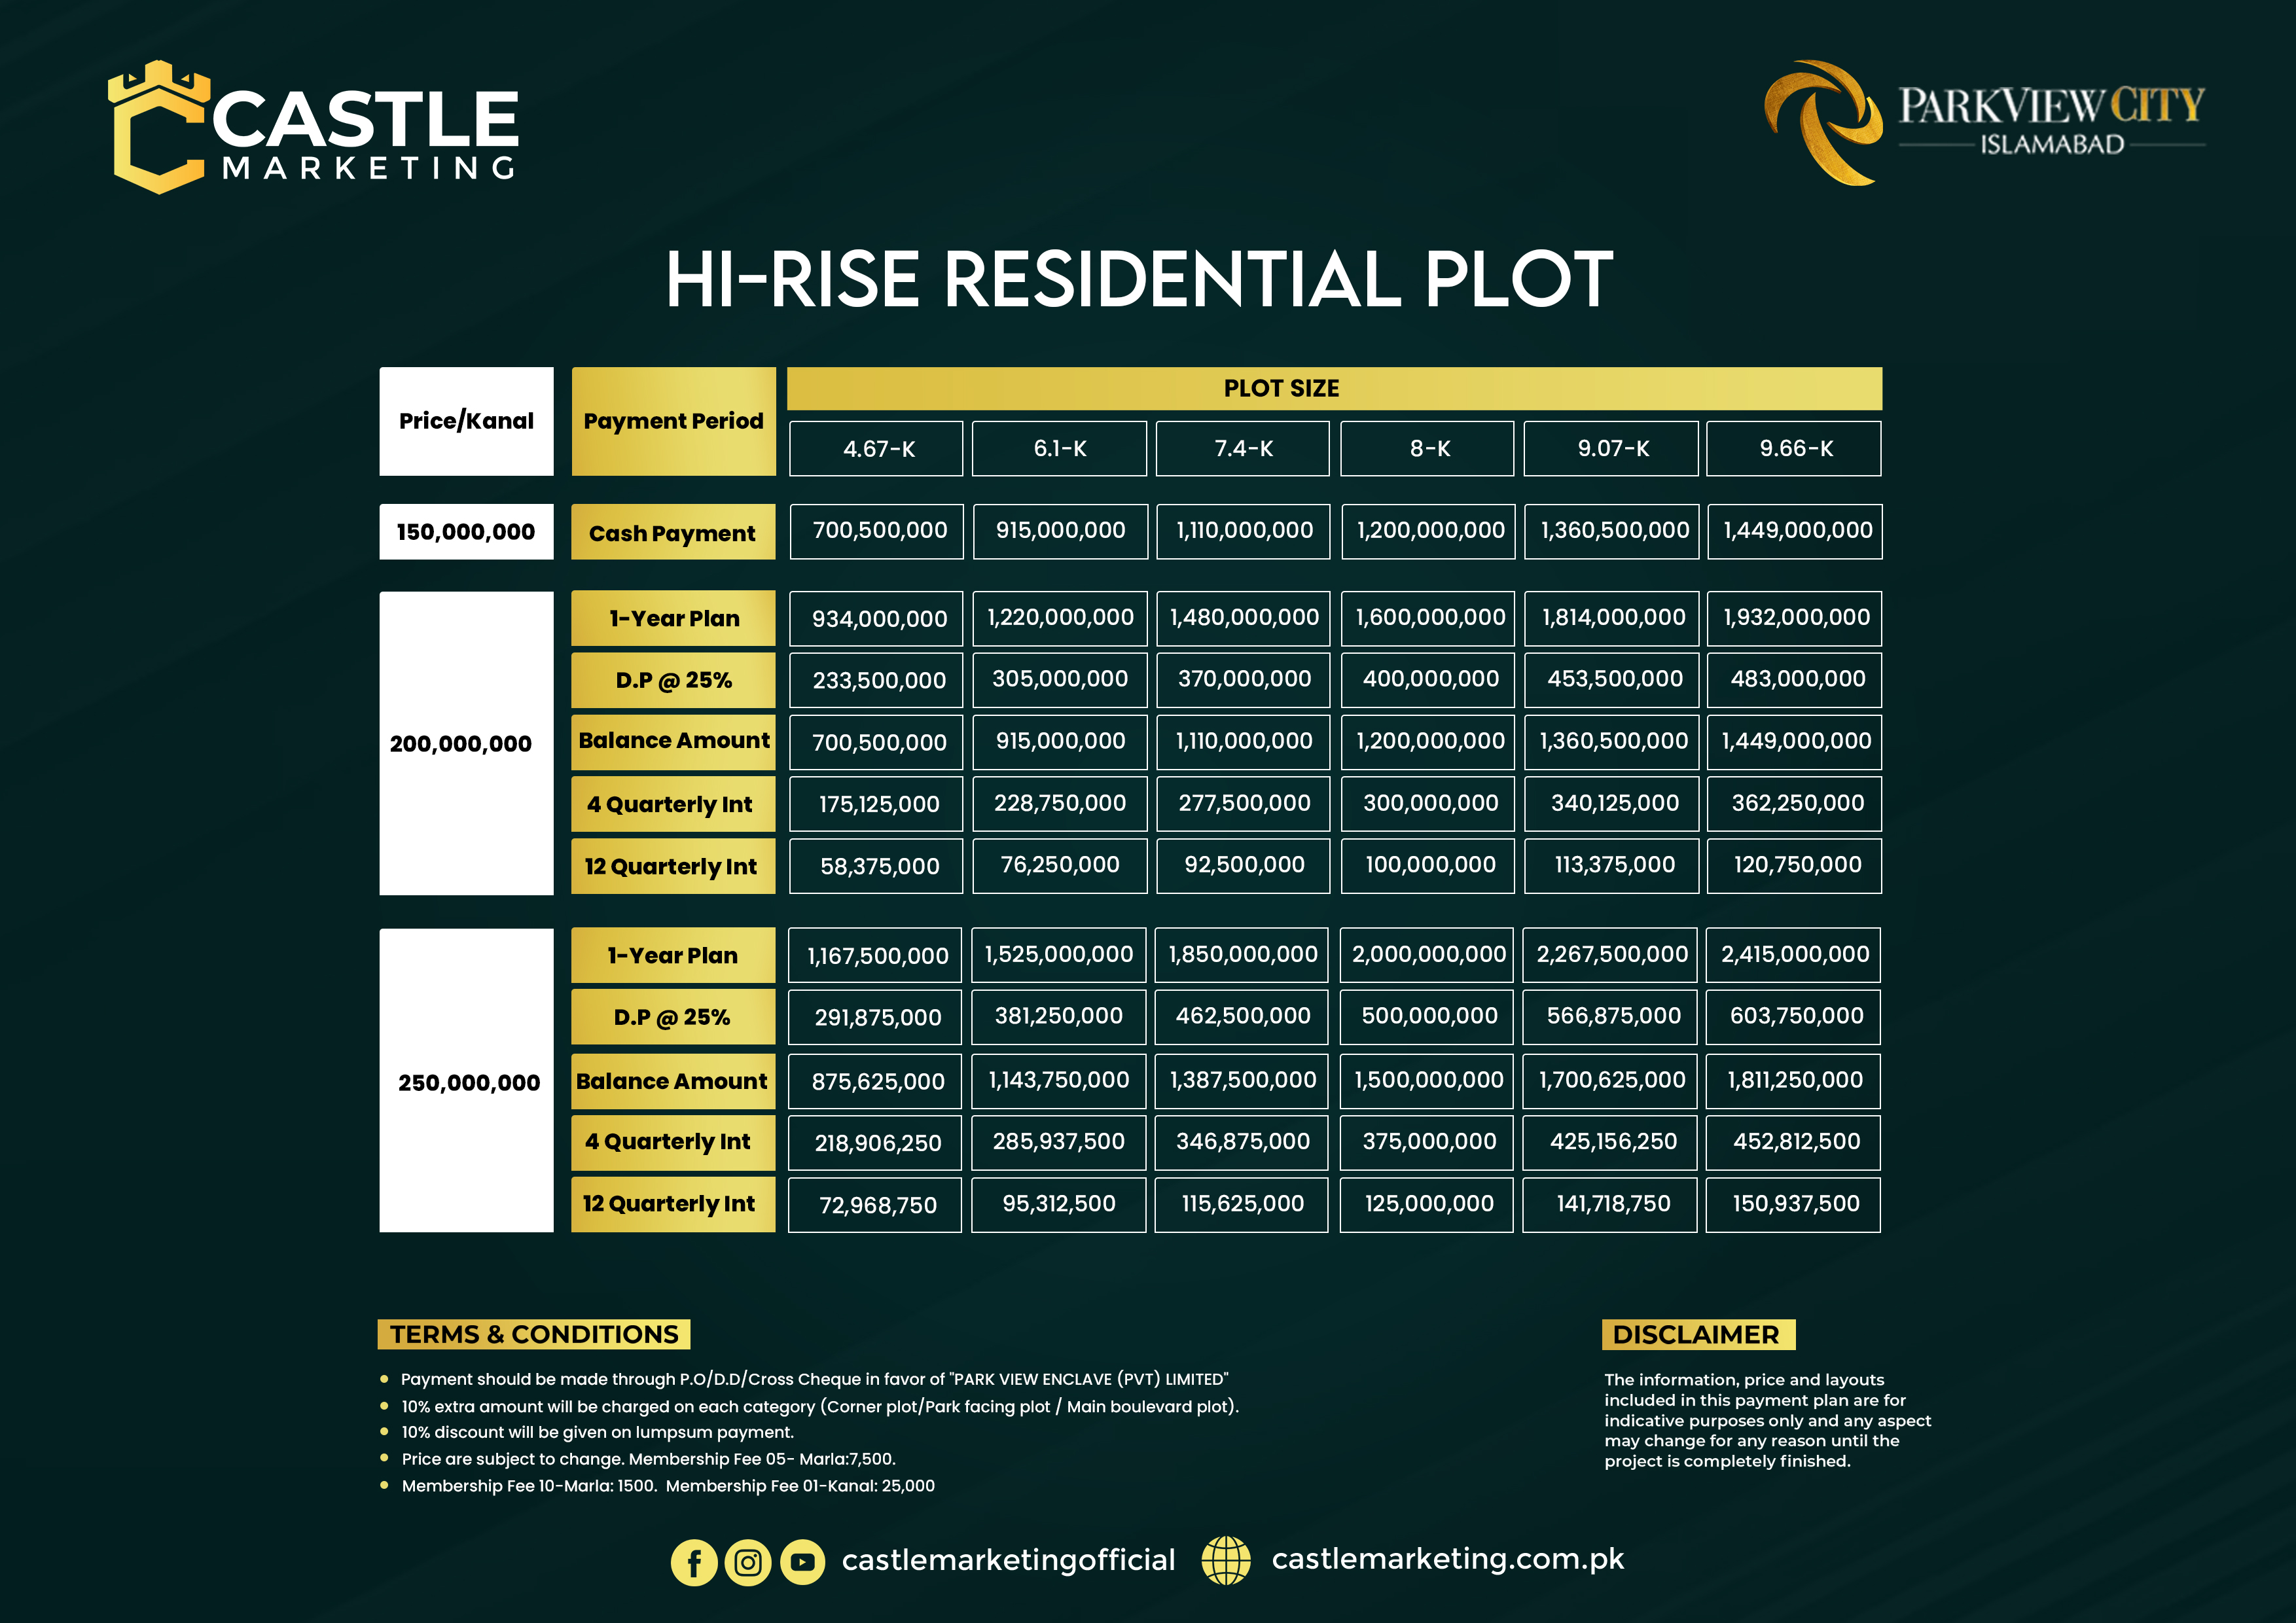 CASTLE
MARKETING
PARKVIEW CITY
ISLAMABAD
HI-RISE RESIDENTIAL PLOT
Price/Kanal Payment Period PLOT SIZE
4.67-K 6.1-K 7.4-K 8-K 9.07-K 9.66-K
150,000,000 Cash Payment 700,500,000 915,000,000 1,110,000,000 1,200,000,000 1,360,500,000 1,449,000,000
1-Year Plan 934,000,000 1,220,000,000 1,480,000,000 1,600,000,000 1,814,000,000 1,932,000,000
D.P @ 25% 233,500,000 305,000,000 370,000,000 400,000,000 453,500,000 483,000,000
200,000,000 Balance Amount 700,500,000 915,000,000 1,110,000,000 1,200,000,000 1,360,500,000 1,449,000,000
4 Quarterly Int 175,125,000 228,750,000 277,500,000 300,000,000 340,125,000 362,250,000
12 Quarterly Int 58,375,000 76,250,000 92,500,000 100,000,000 113,375,000 120,750,000
1-Year Plan 1,167,500,000 1,525,000,000 1,850,000,000 2,000,000,000 2,267,500,000 2,415,000,000
D.P @ 25% 291,875,000 381,250,000 462,500,000 500,000,000 566,875,000 603,750,000
250,000,000 Balance Amount 875,625,000 1,143,750,000 1,387,500,000 1,500,000,000 1,700,625,000 1,811,250,000
4 Quarterly Int 218,906,250 285,937,500 346,875,000 375,000,000 425,156,250 452,812,500
12 Quarterly Int 72,968,750 95,312,500 115,625,000 125,000,000 141,718,750 150,937,500
TERMS & CONDITIONS
Payment should be made through P.O/D.D/Cross Cheque in favor of "PARK VIEW ENCLAVE (PVT) LIMITED"
10% extra amount will be charged on each category (Corner plot/Park facing plot / Main boulevard plot).
10% discount will be given on lumpsum payment.
Price are subject to change. Membership Fee 05- Marla:7,500.
Membership Fee 10-Marla: 1500. Membership Fee 01-Kanal: 25,000
DISCLAIMER
The information, price and layouts
included in this payment plan are for
indicative purposes only and any aspect
may change for any reason until the
project is completely finished.
castlemarketingofficial castlemarketing.com.pk